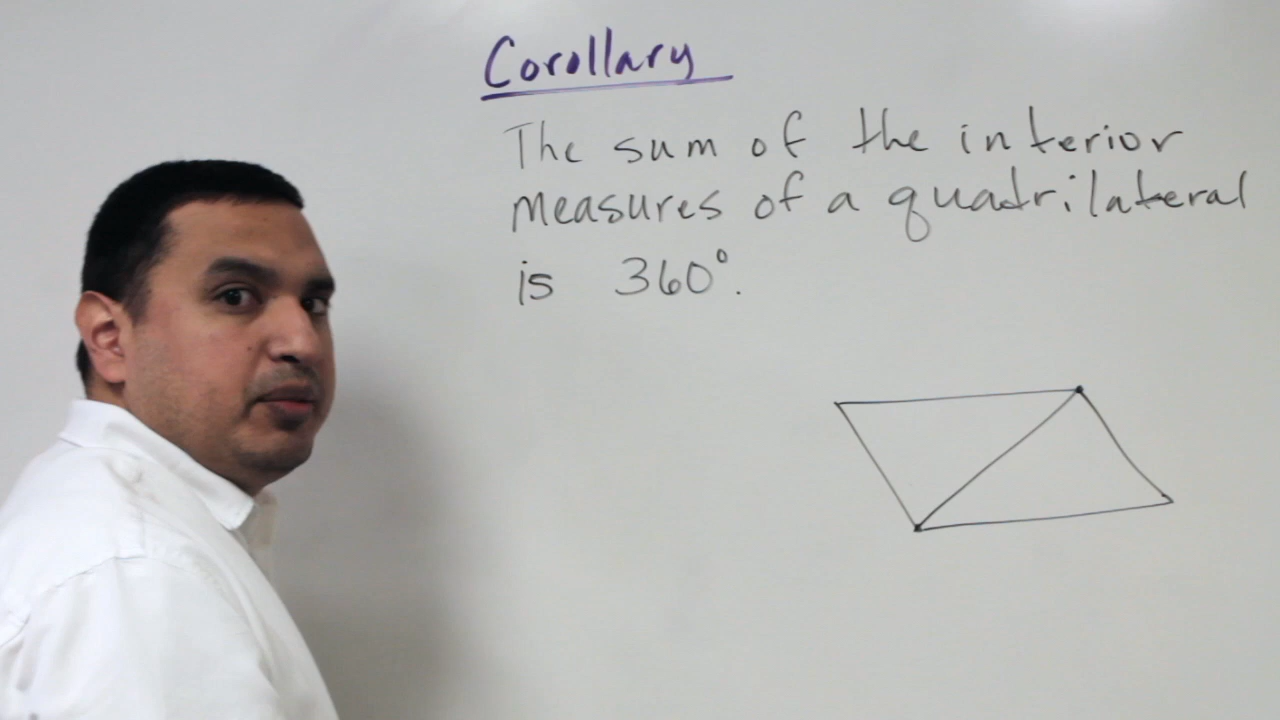 Corollary
The sum of the interior
measures of a quadrilateral
is 360°.